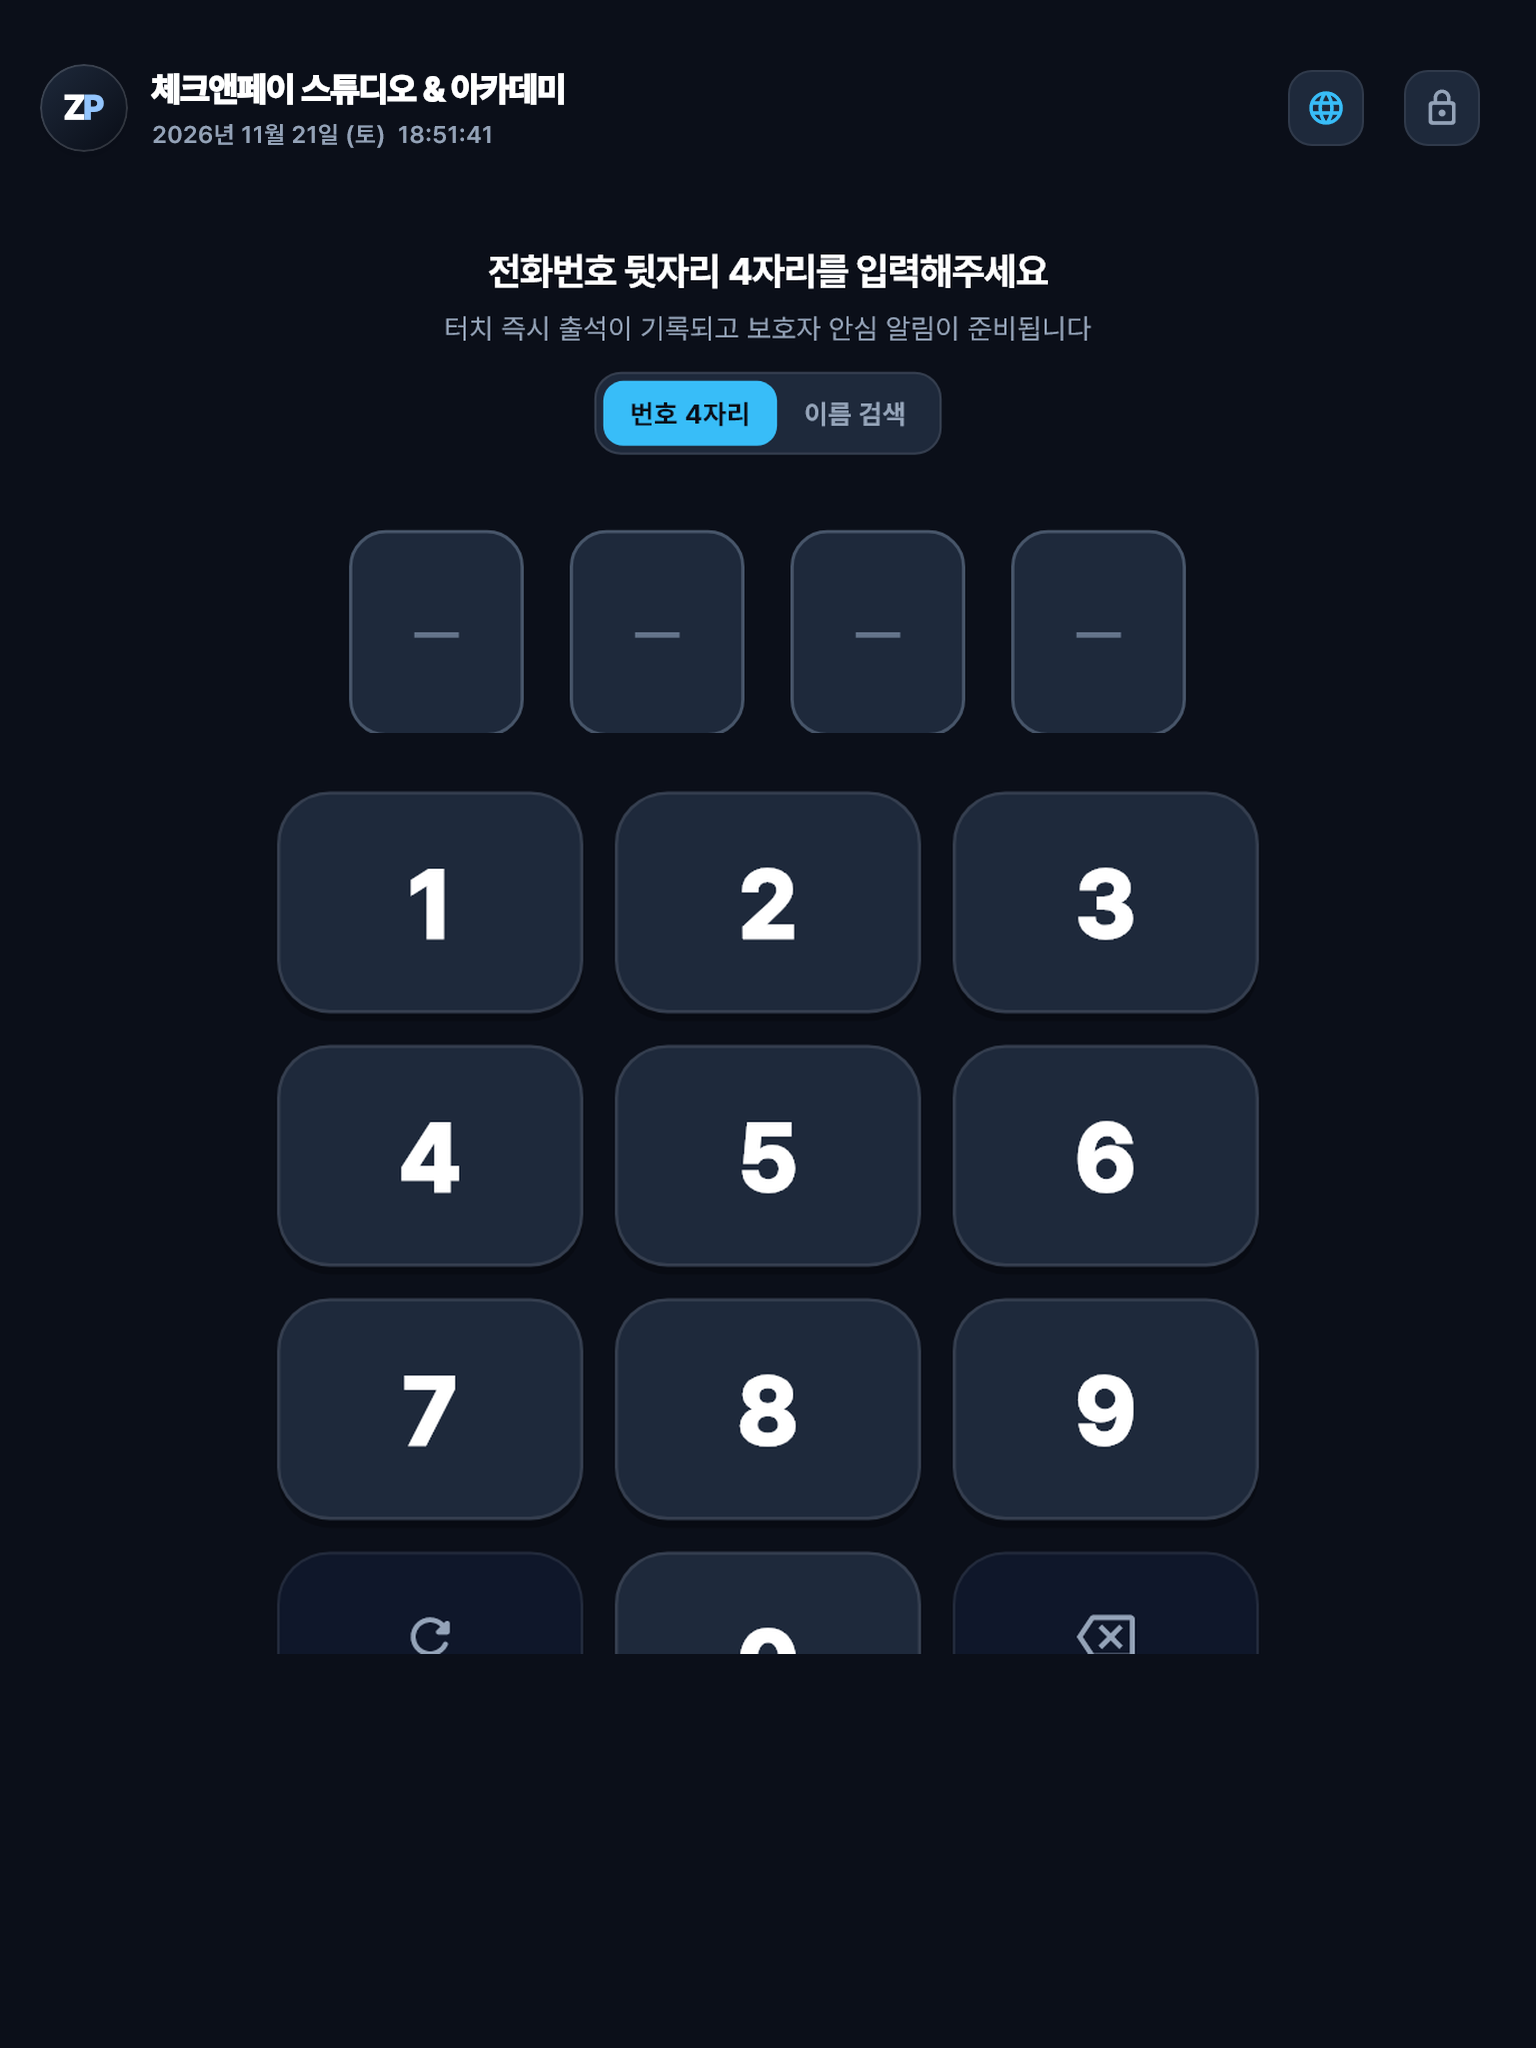 ZP
체크앤페이 스튜디오 & 아카데미
2026년 11월 21일 (토) 18:51:41
전화번호 뒷자리 4자리를 입력해주세요
터치 즉시 출석이 기록되고 보호자 안심 알림이 준비됩니다
번호 4자리 이름 검색
— — — —
1 2 3
4 5 6
7 8 9
0